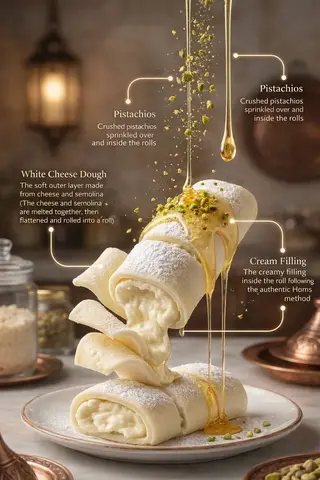 Pistachios
Crushed pistachios
sprinkled over and
inside the rolls
Pistachios
Crushed pistachios
sprinkled over
and inside the rolls
White Cheese Dough
The soft outer layer made
from cheese and semolina
(The cheese and semolina
are melted together, then
flattened and rolled into a roll)
Cream Filling
The creamy filling
inside the roll following
the authentic Homs
method